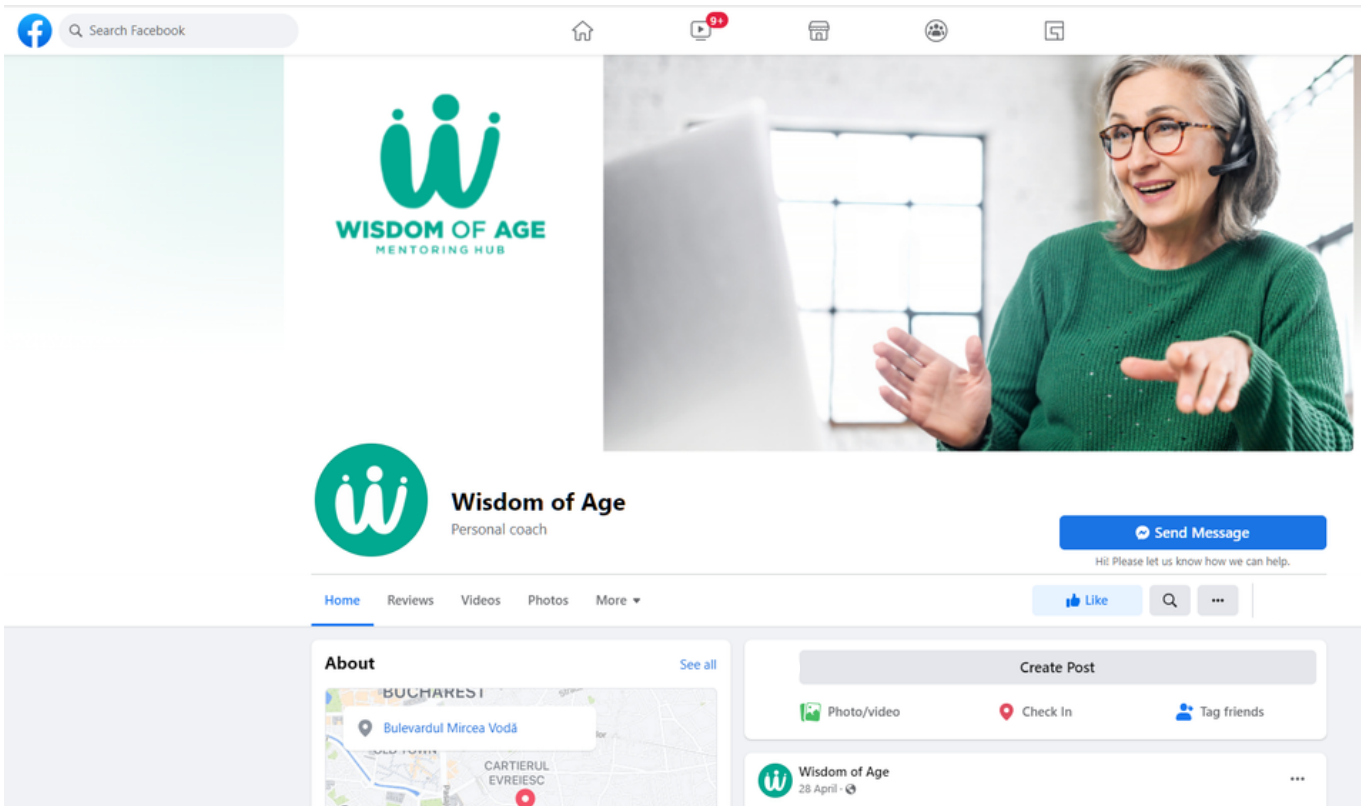 Search Facebook
9+
WISDOM OF AGE
MENTORING HUB
Wisdom of Age
Personal coach
Send Message
Hi! Please let us know how we can help.
Home Reviews Videos Photos More
Like
About See all
BUCHAREST
Bulevardul Mircea Vodă
OLD TOWN
CARTIERUL
EVREIESC
Create Post
Photo/video Check In Tag friends
Wisdom of Age
28 April ·